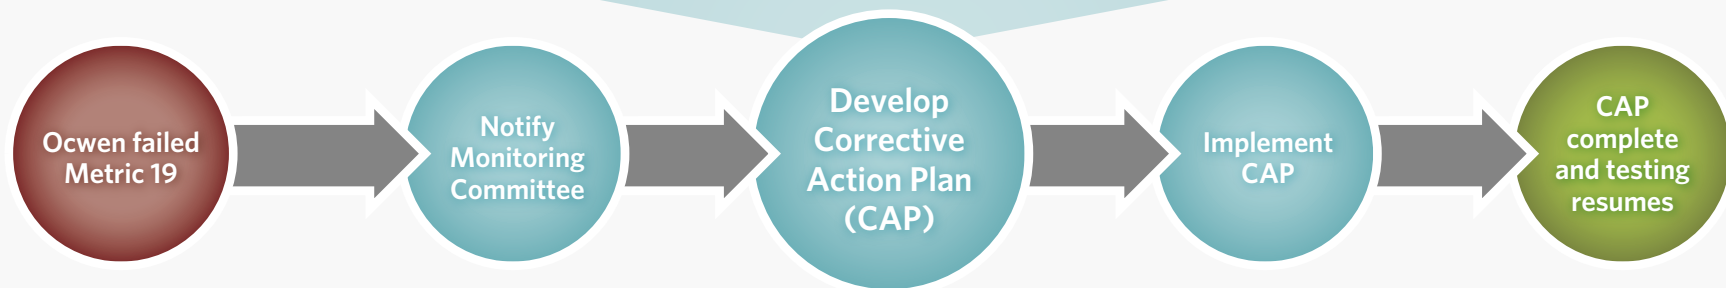 Ocwen failed
Metric 19
Notify
Monitoring
Committee
Develop
Corrective
Action Plan
(CAP)
Implement
CAP
CAP
complete
and testing
resumes